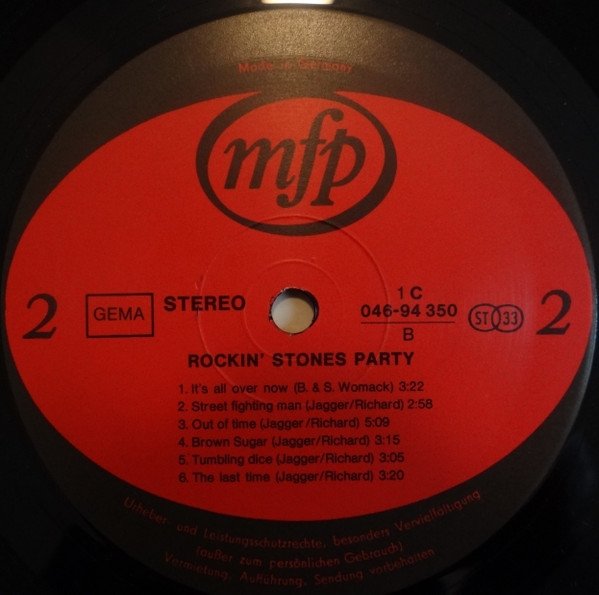 Made in Germany
mfp
2 GEMA STEREO 1 C 046-94 350 B ST 33 2
ROCKIN' STONES PARTY
1. It's all over now (B. & S. Womack) 3:22
2. Street fighting man (Jagger/Richard) 2:58
3. Out of time (Jagger/Richard) 5:09
4. Brown Sugar (Jagger/Richard) 3:15
5. Tumbling dice (Jagger/Richard) 3:05
6. The last time (Jagger/Richard) 3:20
Urheber- und Leistungsschutzrechte, besonders Vervielfältigung
(außer zum persönlichen Gebrauch)
Vermietung, Aufführung, Sendung vorbehalten